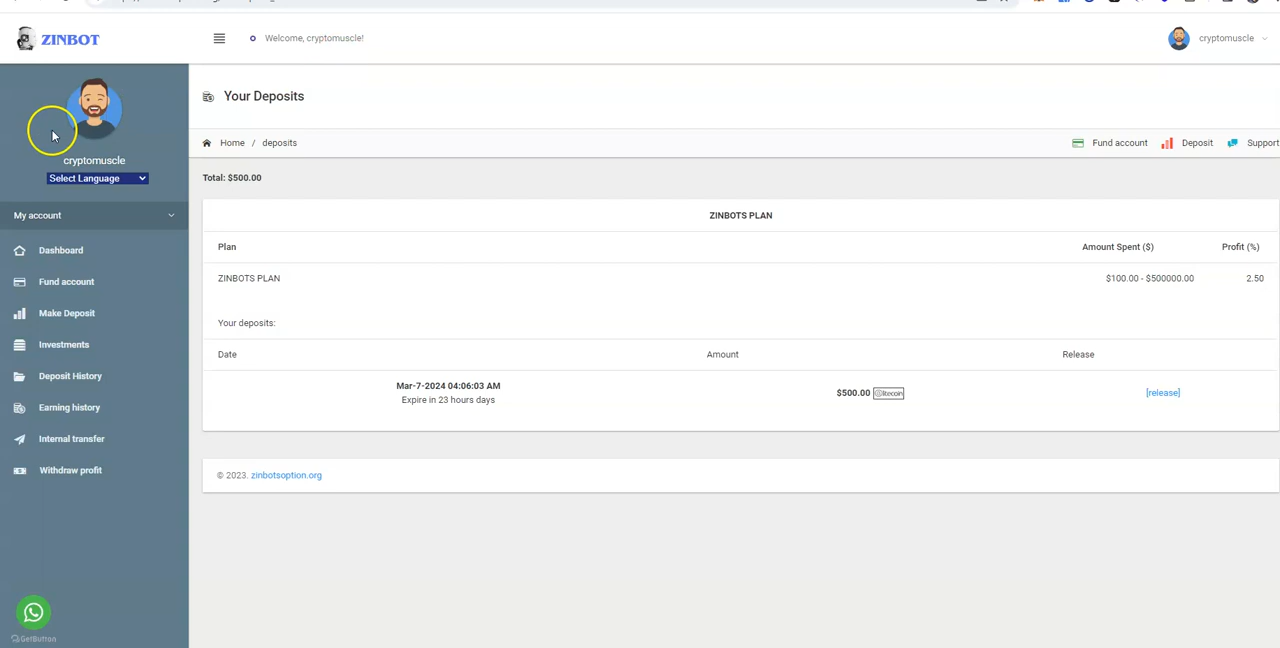 ZINBOT
Welcome, cryptomuscle!
cryptomuscle
Your Deposits
Home / deposits
Fund account
Deposit
Support
cryptomuscle
Select Language
Total: $500.00
My account
ZINBOTS PLAN
Dashboard
Plan
Amount Spent ($)
Profit (%)
Fund account
ZINBOTS PLAN
$100.00 - $500000.00
2.50
Make Deposit
Your deposits:
Investments
Date
Amount
Release
Deposit History
Mar-7-2024 04:06:03 AM
$500.00 litecoin
[release]
Expire in 23 hours days
Earning history
Internal transfer
Withdraw profit
© 2023. zinbotsoption.org
GetButton